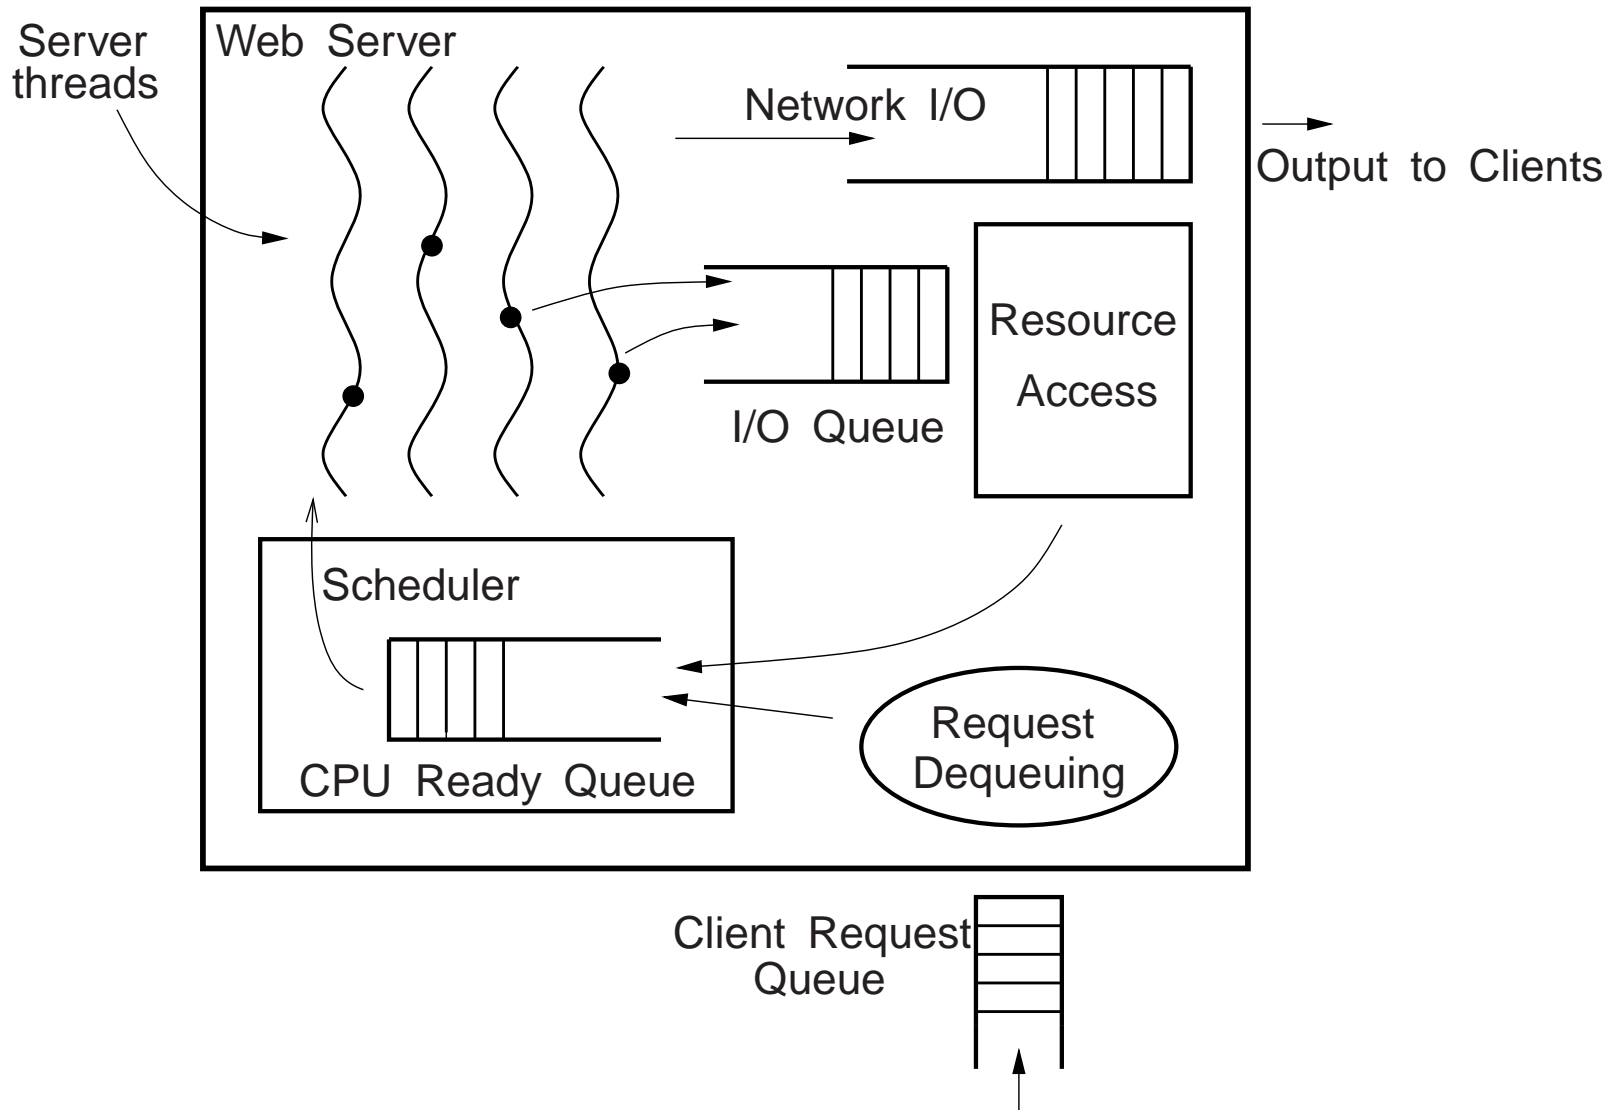 Server
threads
Web Server
Network I/O
Output to Clients
Resource
Access
I/O Queue
Scheduler
CPU Ready Queue
Request
Dequeuing
Client Request
Queue